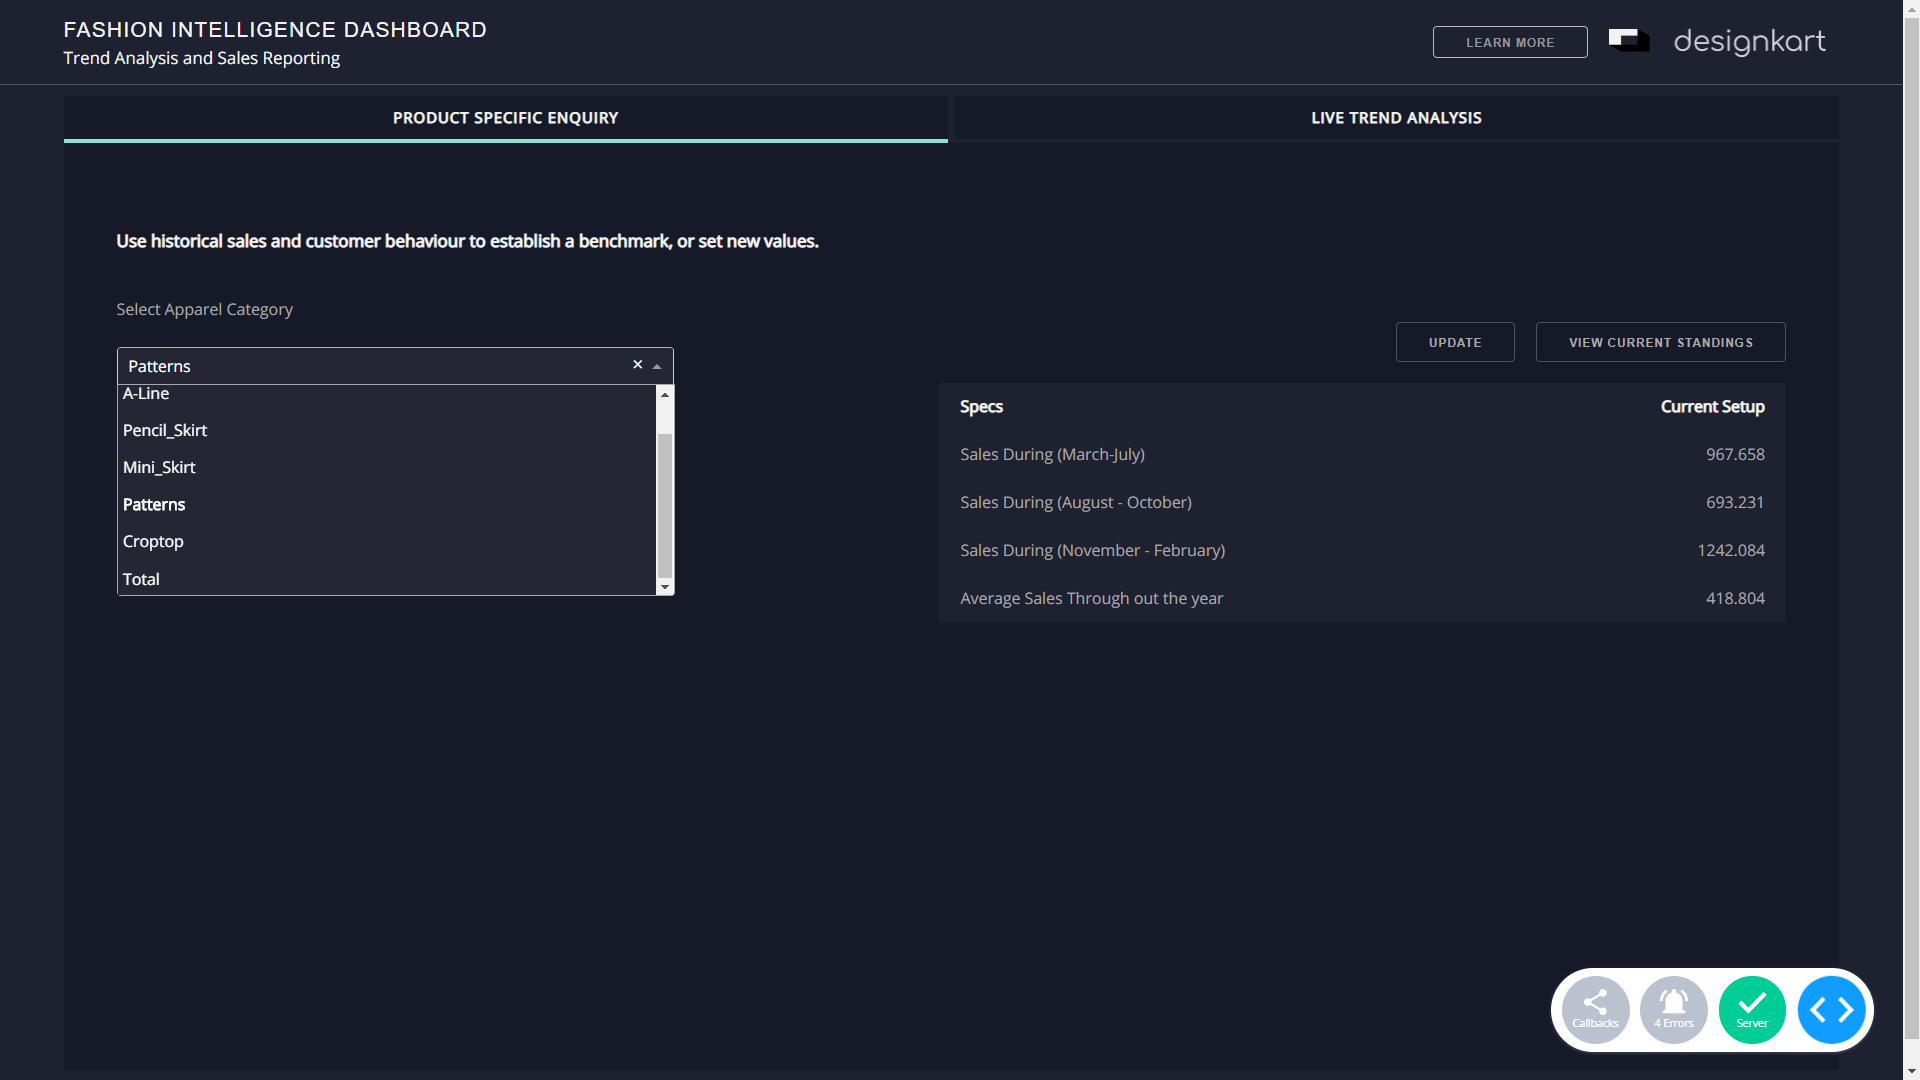 FASHION INTELLIGENCE DASHBOARD
Trend Analysis and Sales Reporting
LEARN MORE
designkart
PRODUCT SPECIFIC ENQUIRY
LIVE TREND ANALYSIS
Use historical sales and customer behaviour to establish a benchmark, or set new values.
Select Apparel Category
Patterns
A-Line
Pencil_Skirt
Mini_Skirt
Patterns
Croptop
Total
UPDATE
VIEW CURRENT STANDINGS
Specs Current Setup
Sales During (March-July) 967.658
Sales During (August - October) 693.231
Sales During (November - February) 1242.084
Average Sales Through out the year 418.804
Callbacks
4 Errors
Server